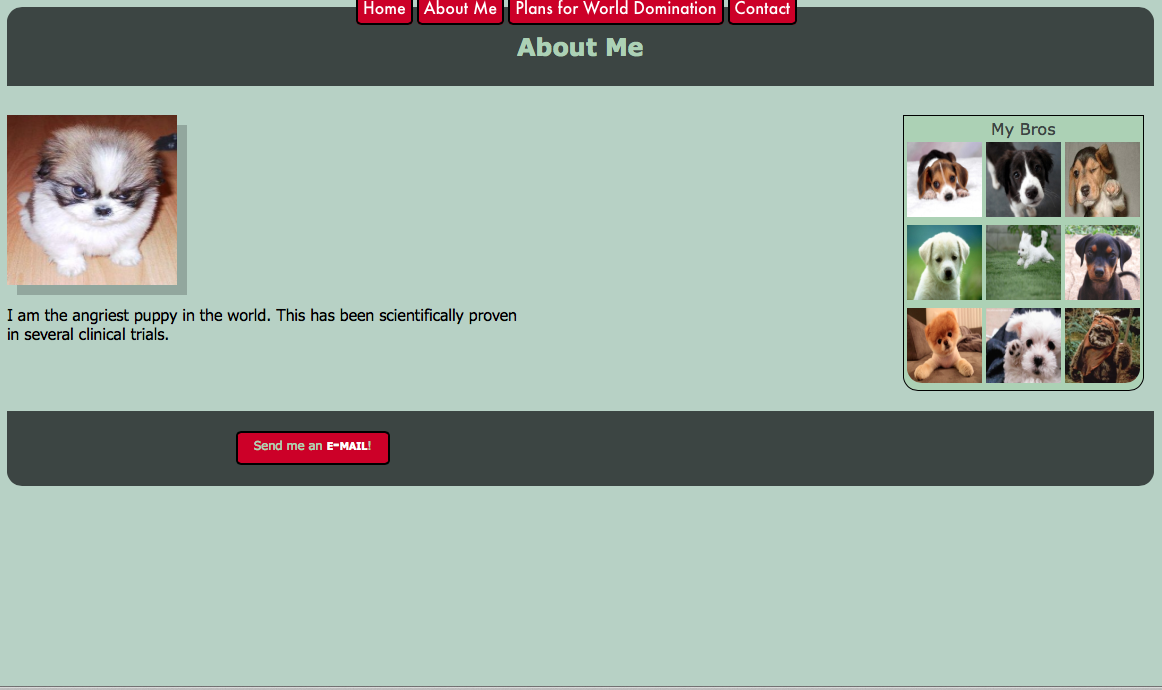 Home About Me Plans for World Domination Contact
About Me
My Bros
I am the angriest puppy in the world. This has been scientifically proven
in several clinical trials.
Send me an E-MAIL!